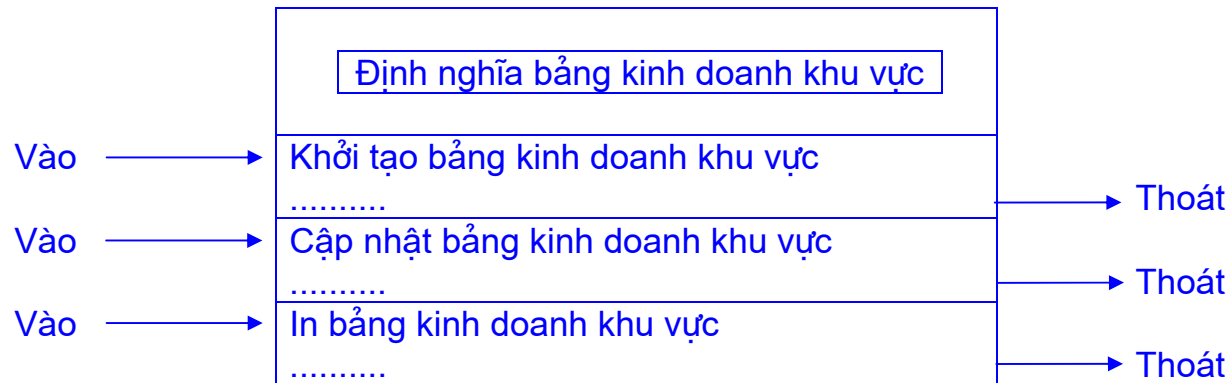 Định nghĩa bảng kinh doanh khu vực
Vào Khởi tạo bảng kinh doanh khu vực
.......... Thoát
Vào Cập nhật bảng kinh doanh khu vực
.......... Thoát
Vào In bảng kinh doanh khu vực
.......... Thoát